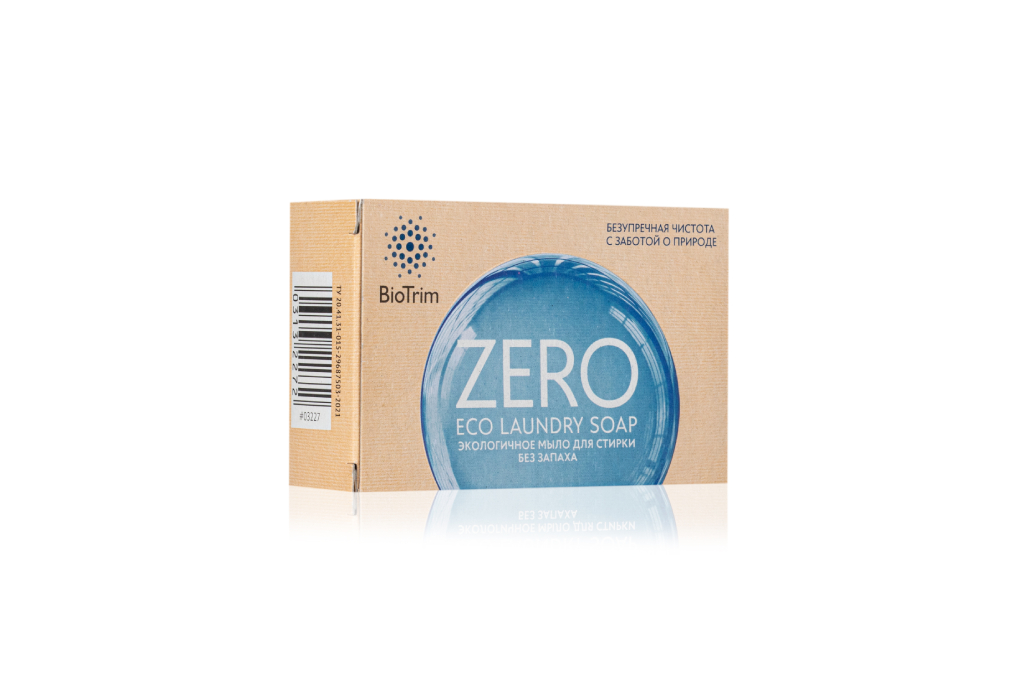 БЕЗУПРЕЧНАЯ ЧИСТОТА
С ЗАБОТОЙ О ПРИРОДЕ
BioTrim
ZERO
ECO LAUNDRY SOAP
ЭКОЛОГИЧНОЕ МЫЛО ДЛЯ СТИРКИ
БЕЗ ЗАПАХА
ТУ 20.41.31-015-29687503-2021
03132272
#03227